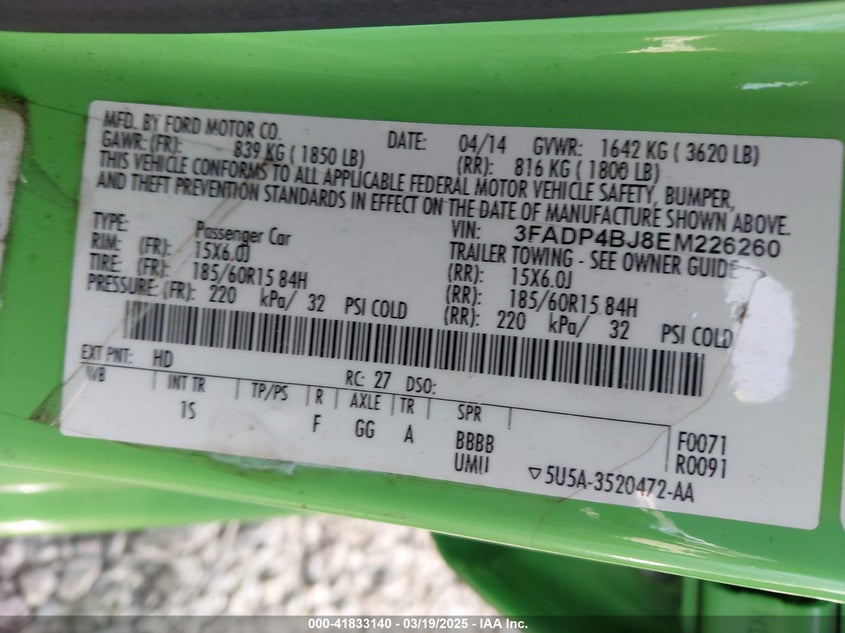 MFD. BY FORD MOTOR CO. DATE: 04/14 GVWR: 1642 KG ( 3620 LB)
GAWR: (FR): 839 KG ( 1850 LB) (RR): 816 KG ( 1800 LB)
THIS VEHICLE CONFORMS TO ALL APPLICABLE FEDERAL MOTOR VEHICLE SAFETY, BUMPER,
AND THEFT PREVENTION STANDARDS IN EFFECT ON THE DATE OF MANUFACTURE SHOWN ABOVE.
VIN: 3FADP4BJ8EM226260
TYPE: Passenger Car TRAILER TOWING - SEE OWNER GUIDE
RIM: (FR): 15X6.0J (RR): 15X6.0J
TIRE: (FR): 185/60R15 84H (RR): 185/60R15 84H
PRESSURE: (FR): 220 kPa/ 32 PSI COLD (RR): 220 kPa/ 32 PSI COLD
EXT PNT: HD RC: 27 DSO:
WB INT TR TP/PS R AXLE TR SPR
1S F GG A BBBB F0071
UMU R0091
▽5U5A-3520472-AA
000-41833140 - 03/19/2025 - IAA Inc.